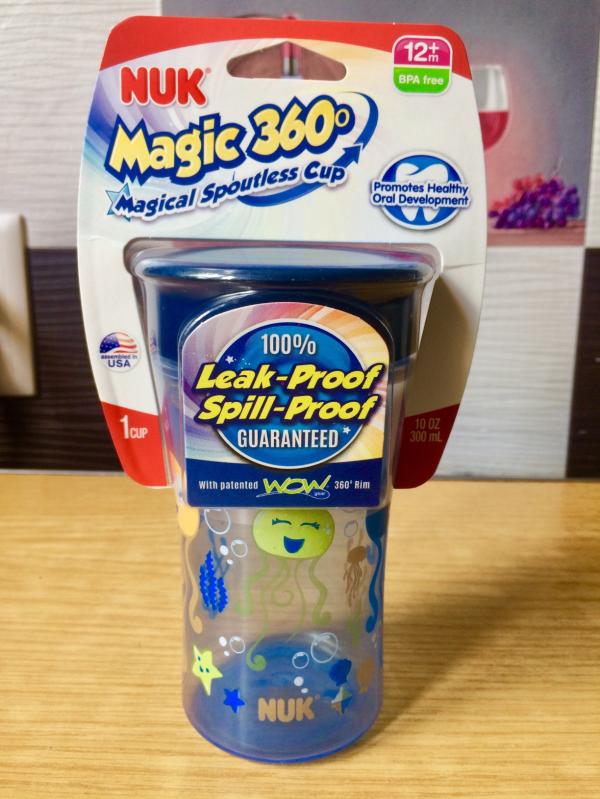 NUK®
12+
m
BPA free
Magic 360°
Magical Spoutless Cup
Promotes Healthy
Oral Development
assembled in
USA
100%
Leak-Proof
Spill-Proof
GUARANTEED
1 CUP
10 OZ
300 mL
With patented WOW gear 360° Rim
NUK®